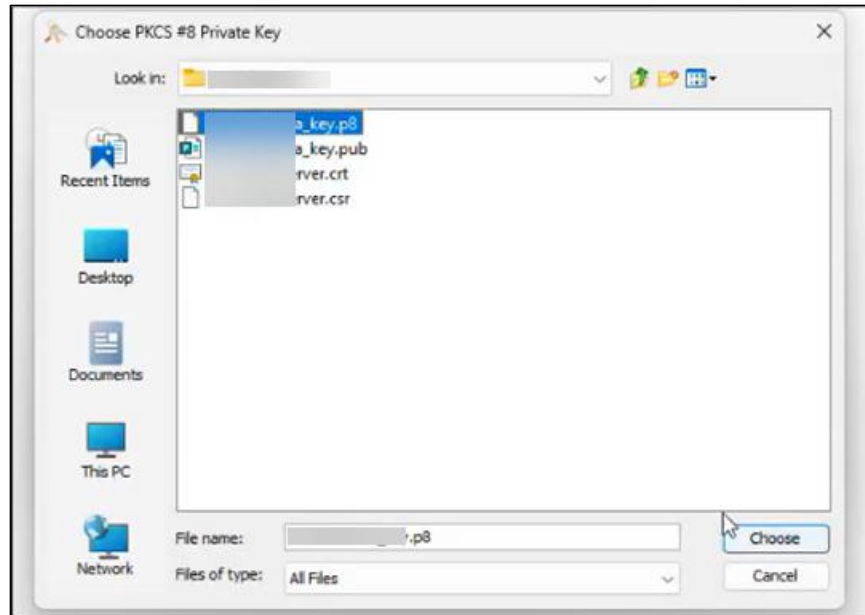 Choose PKCS #8 Private Key
Look in:
a_key.p8
a_key.pub
rver.crt
rver.csr
Recent Items
Desktop
Documents
This PC
Network
File name:
.p8
Choose
Files of type:
All Files
Cancel